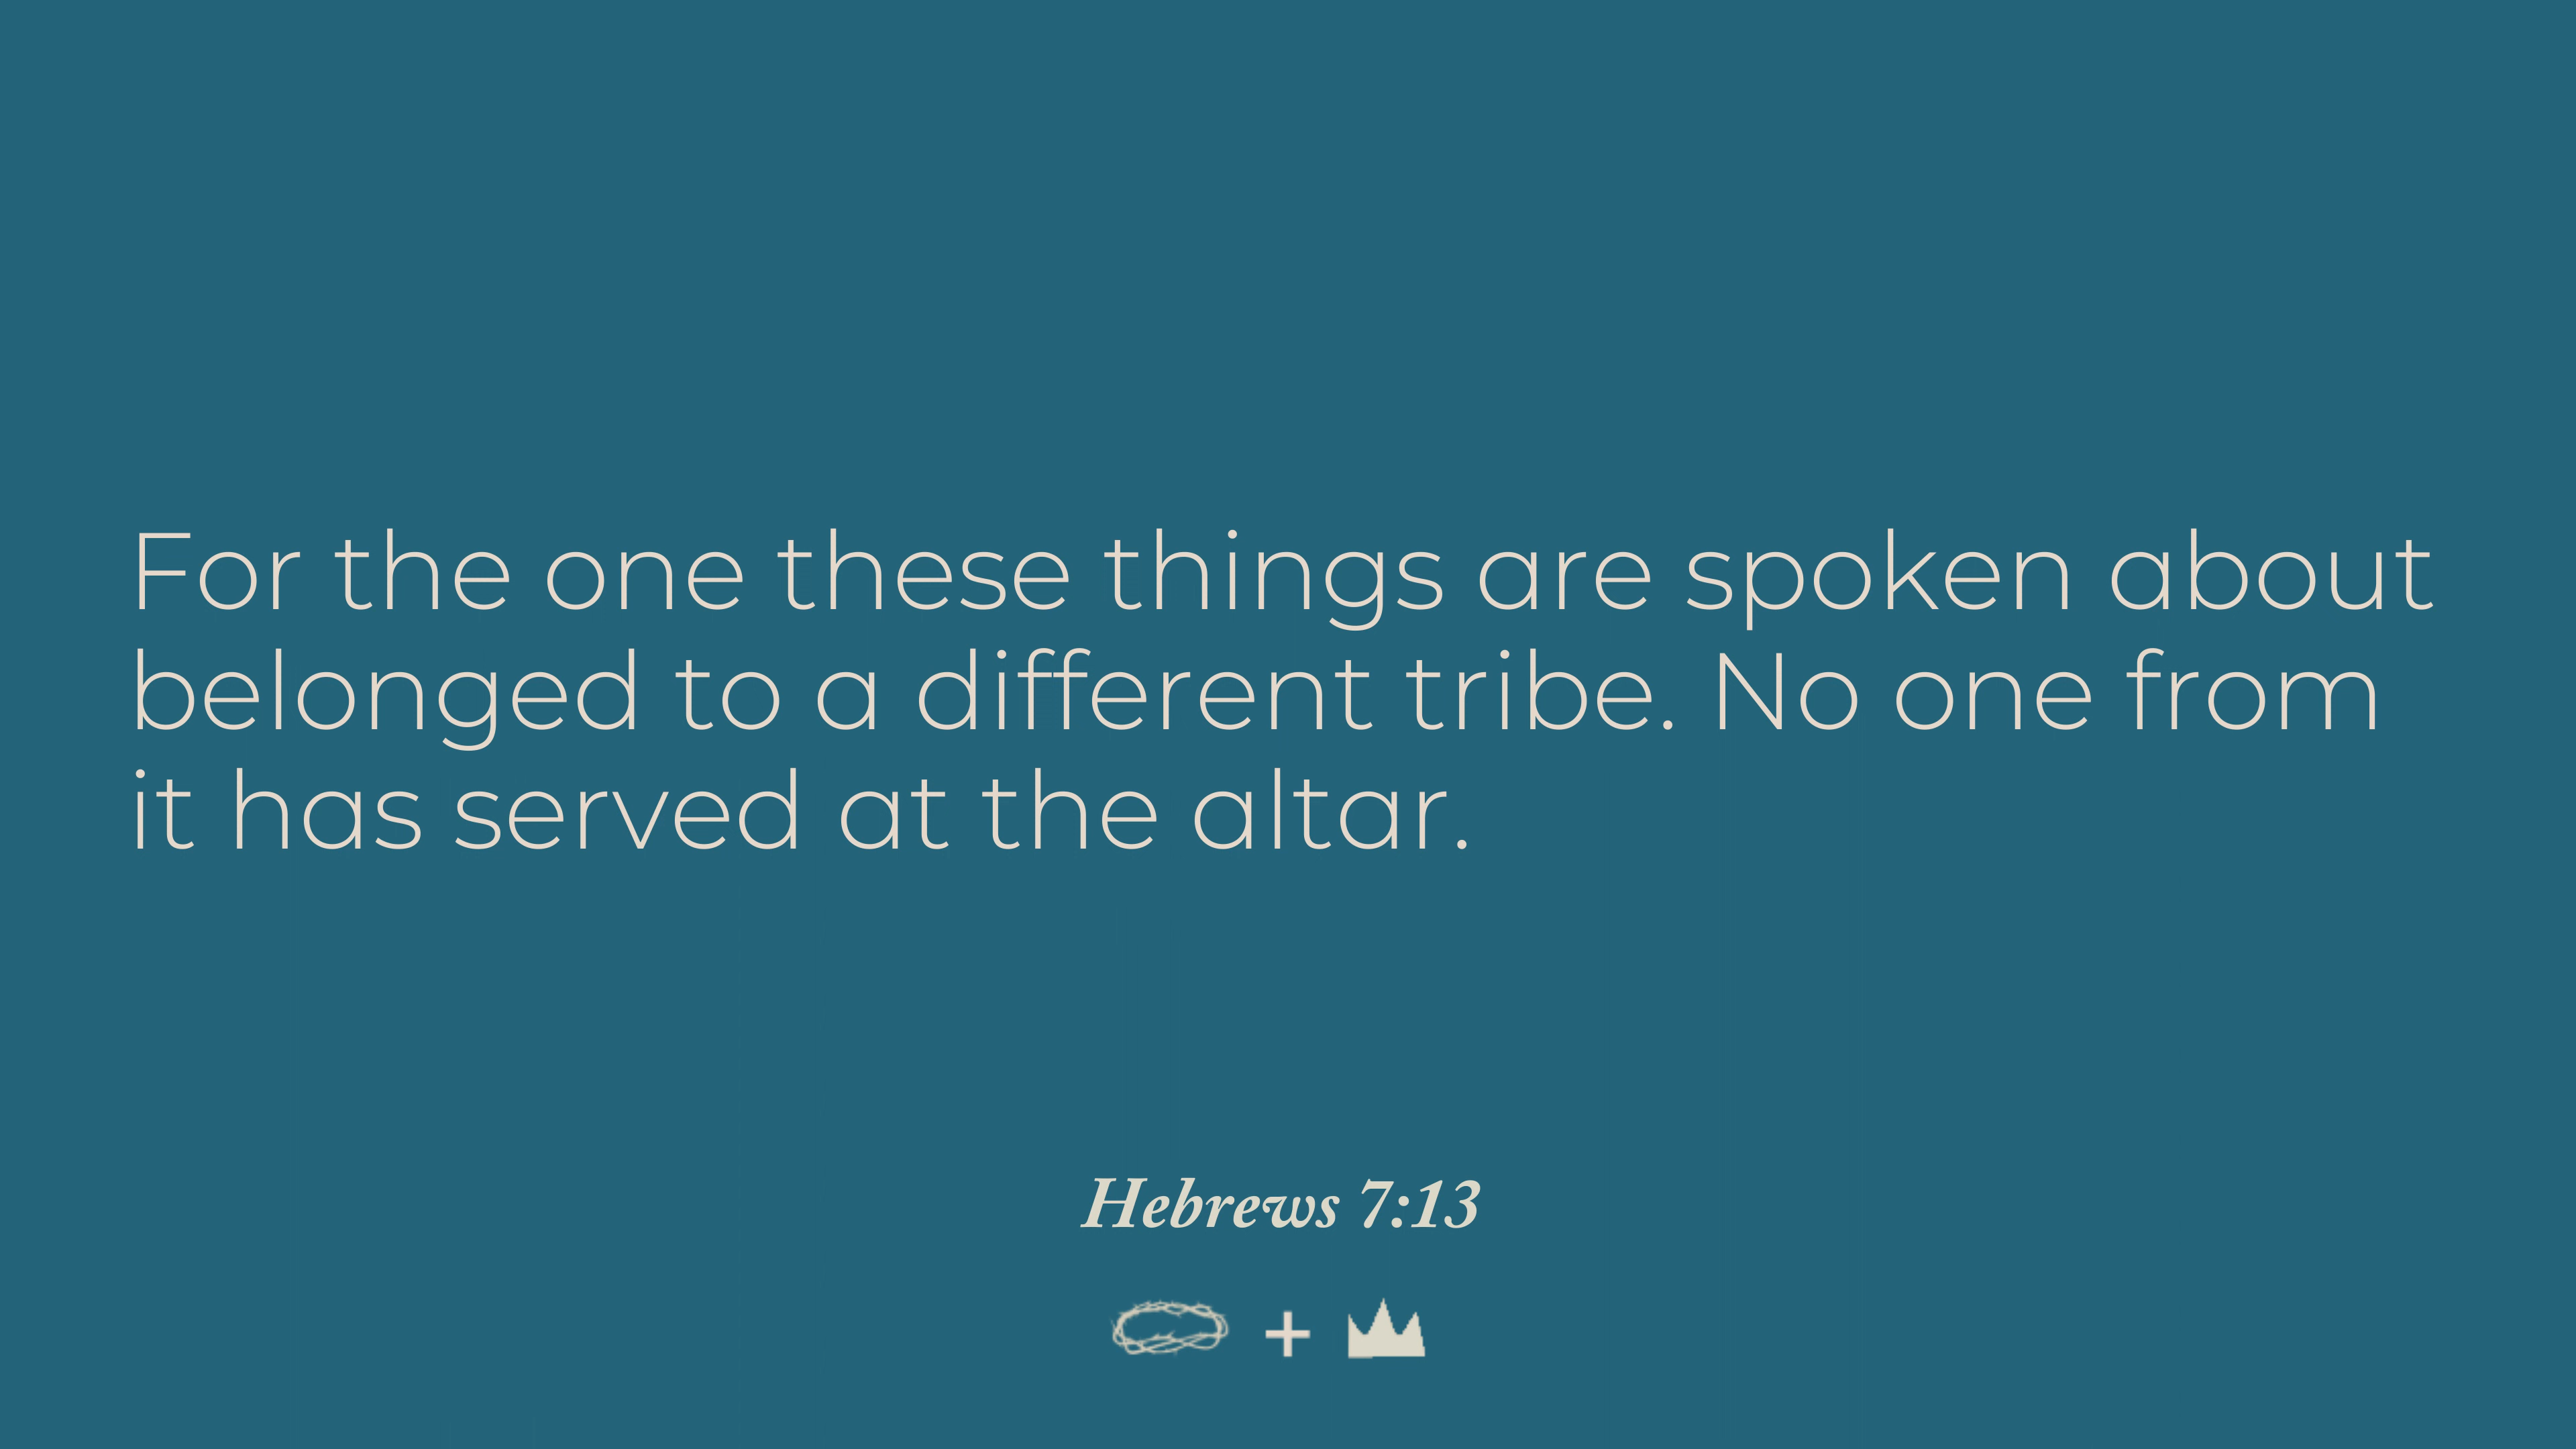 For the one these things are spoken about
belonged to a different tribe. No one from
it has served at the altar.
Hebrews 7:13
+